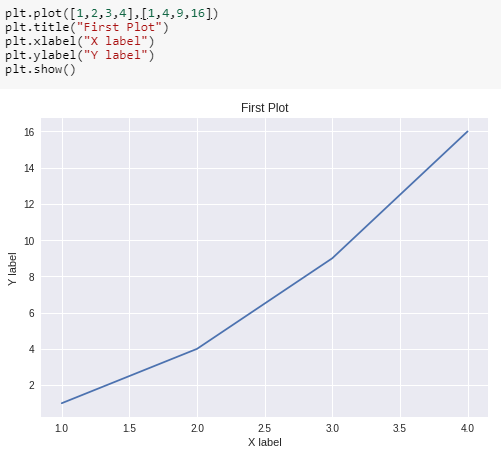 plt.plot([1,2,3,4],[1,4,9,16])
plt.title("First Plot")
plt.xlabel("X label")
plt.ylabel("Y label")
plt.show()
First Plot
Y label
16
14
12
10
8
6
4
2
1.0 1.5 2.0 2.5 3.0 3.5 4.0
X label